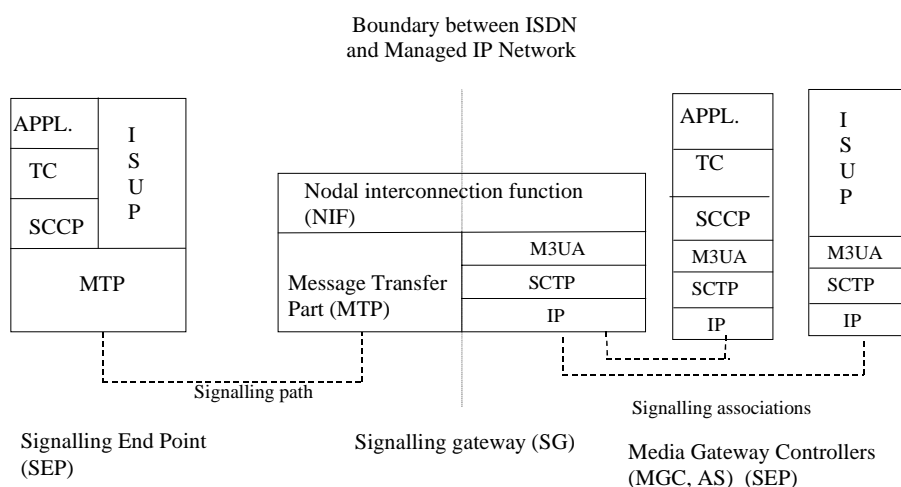 Boundary between ISDN
and Managed IP Network
APPL.
TC
SCCP
I
S
U
P
MTP
Nodal interconnection function
(NIF)
Message Transfer
Part (MTP)
M3UA
SCTP
IP
APPL.
TC
SCCP
M3UA
SCTP
IP
I
S
U
P
M3UA
SCTP
IP
Signalling path
Signalling associations
Signalling End Point
(SEP)
Signalling gateway (SG)
Media Gateway Controllers
(MGC, AS) (SEP)